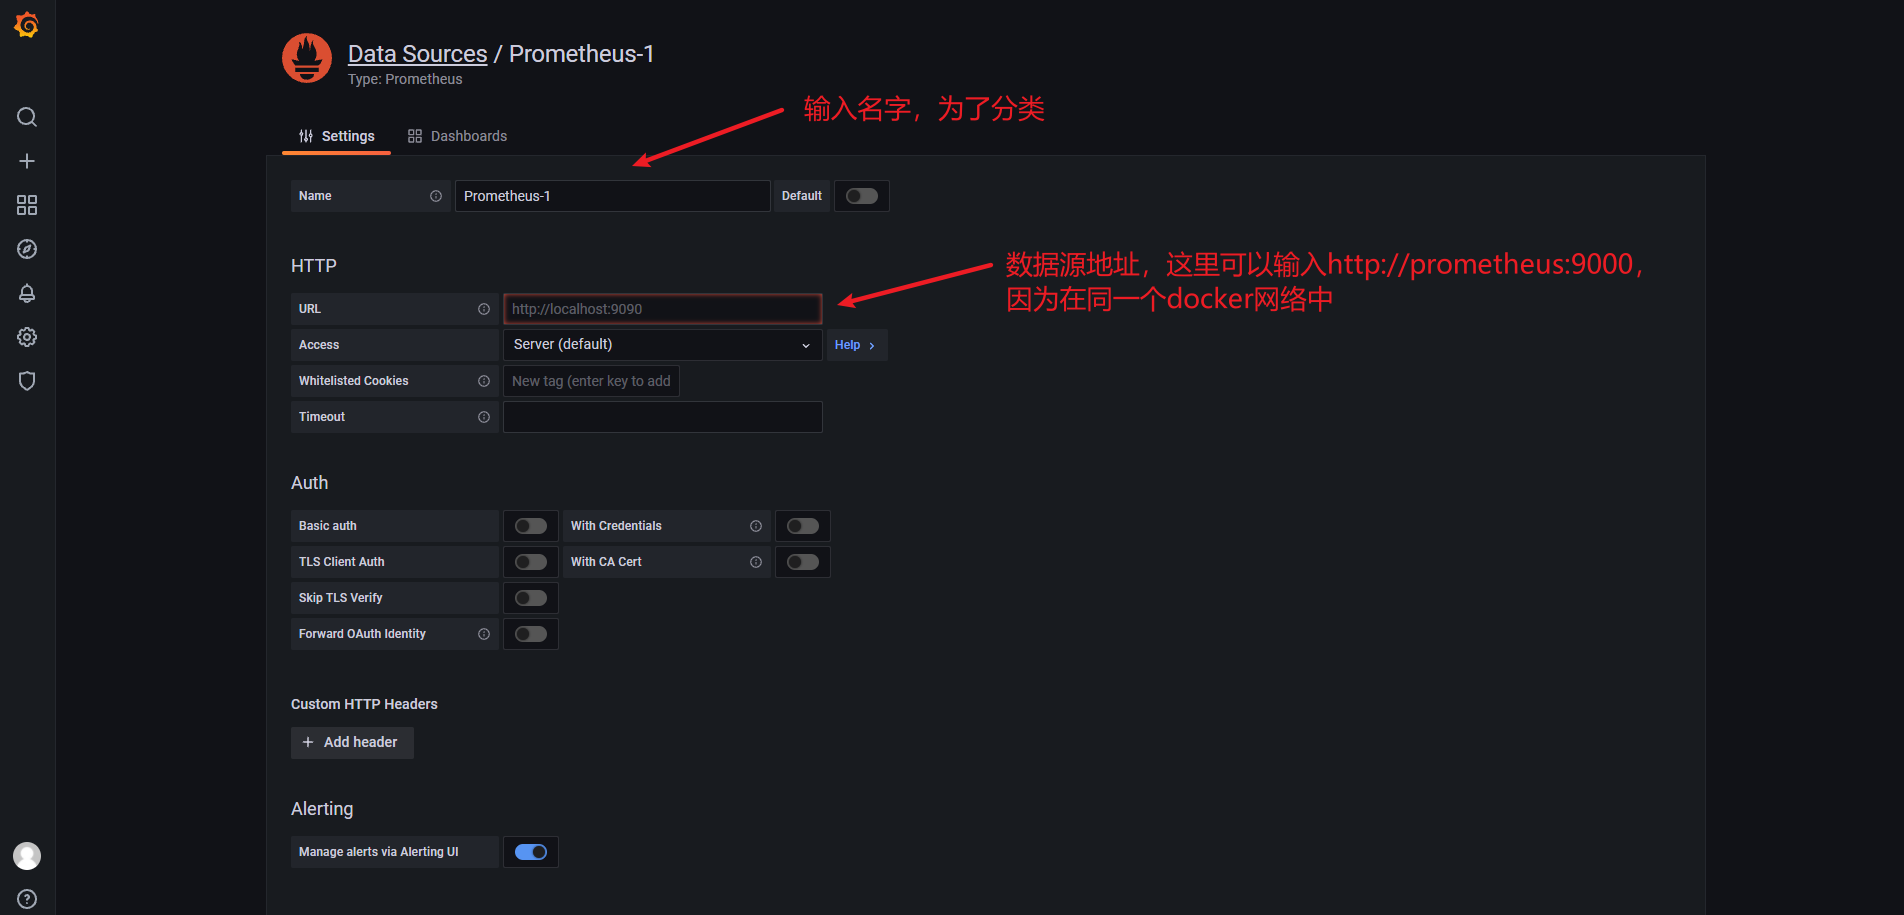 Data Sources / Prometheus-1
Type: Prometheus
输入名字，为了分类
Settings
Dashboards
Name
Prometheus-1
Default
HTTP
数据源地址，这里可以输入http://prometheus:9000，
因为在同一个docker网络中
URL
http://localhost:9090
Access
Server (default)
Help
Whitelisted Cookies
New tag (enter key to add
Timeout
Auth
Basic auth
With Credentials
TLS Client Auth
With CA Cert
Skip TLS Verify
Forward OAuth Identity
Custom HTTP Headers
Add header
Alerting
Manage alerts via Alerting UI